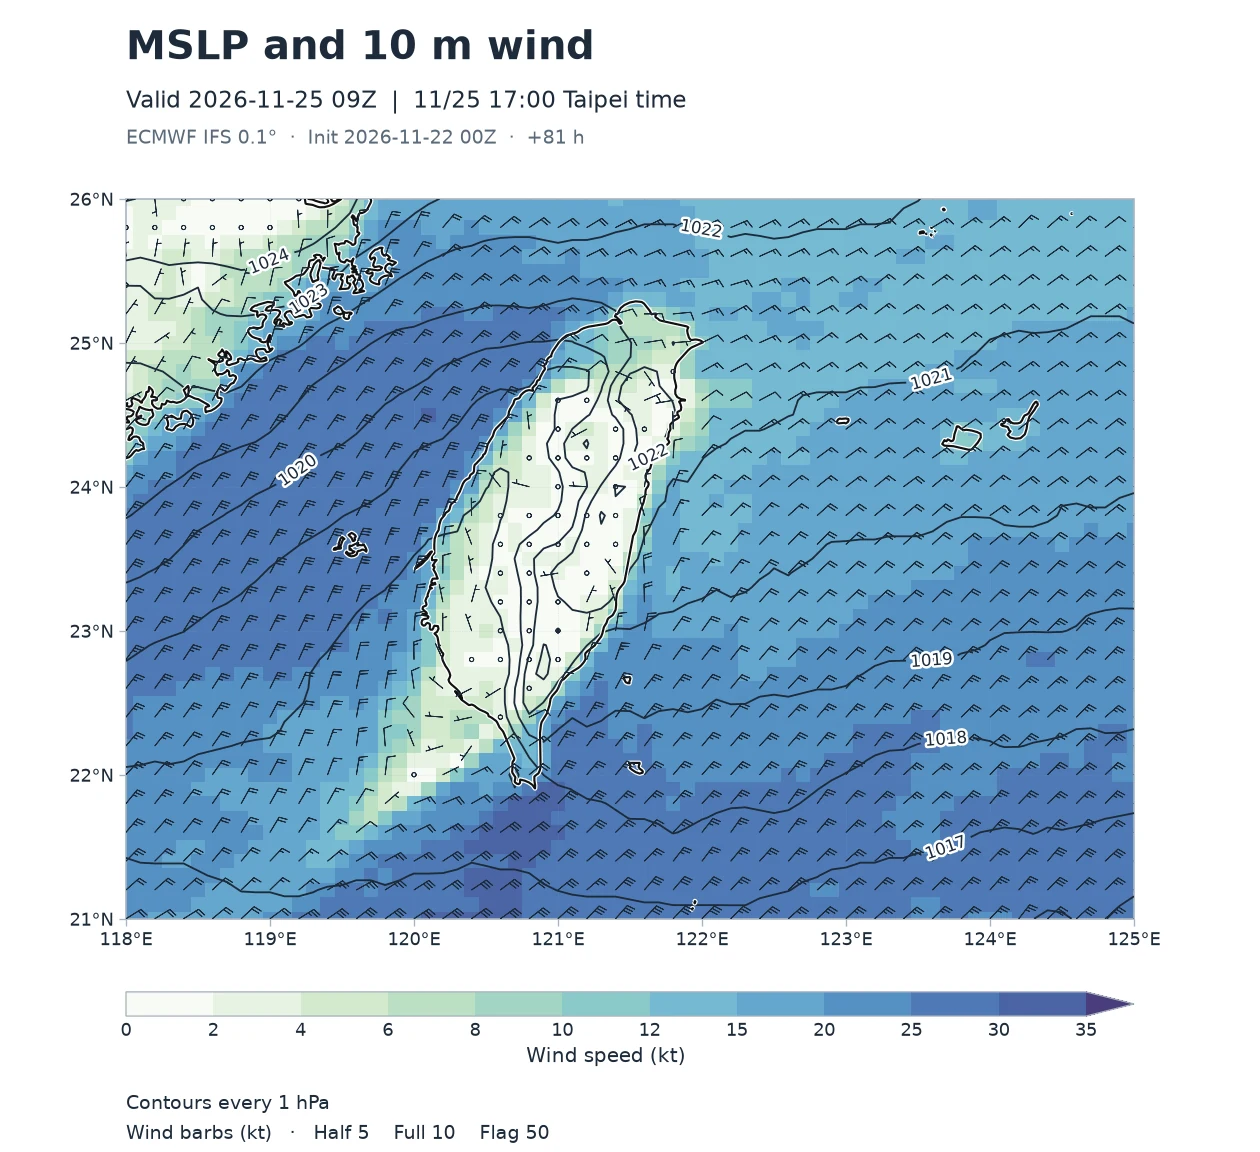 MSLP and 10 m wind
Valid 2026-11-25 09Z | 11/25 17:00 Taipei time
ECMWF IFS 0.1° · Init 2026-11-22 00Z · +81 h
26°N
1022
1024
1023
25°N
1021
1022
1020
24°N
23°N
1019
1018
22°N
1017
21°N
118°E 119°E 120°E 121°E 122°E 123°E 124°E 125°E
0 2 4 6 8 10 12 15 20 25 30 35
Wind speed (kt)
Contours every 1 hPa
Wind barbs (kt) · Half 5 Full 10 Flag 50